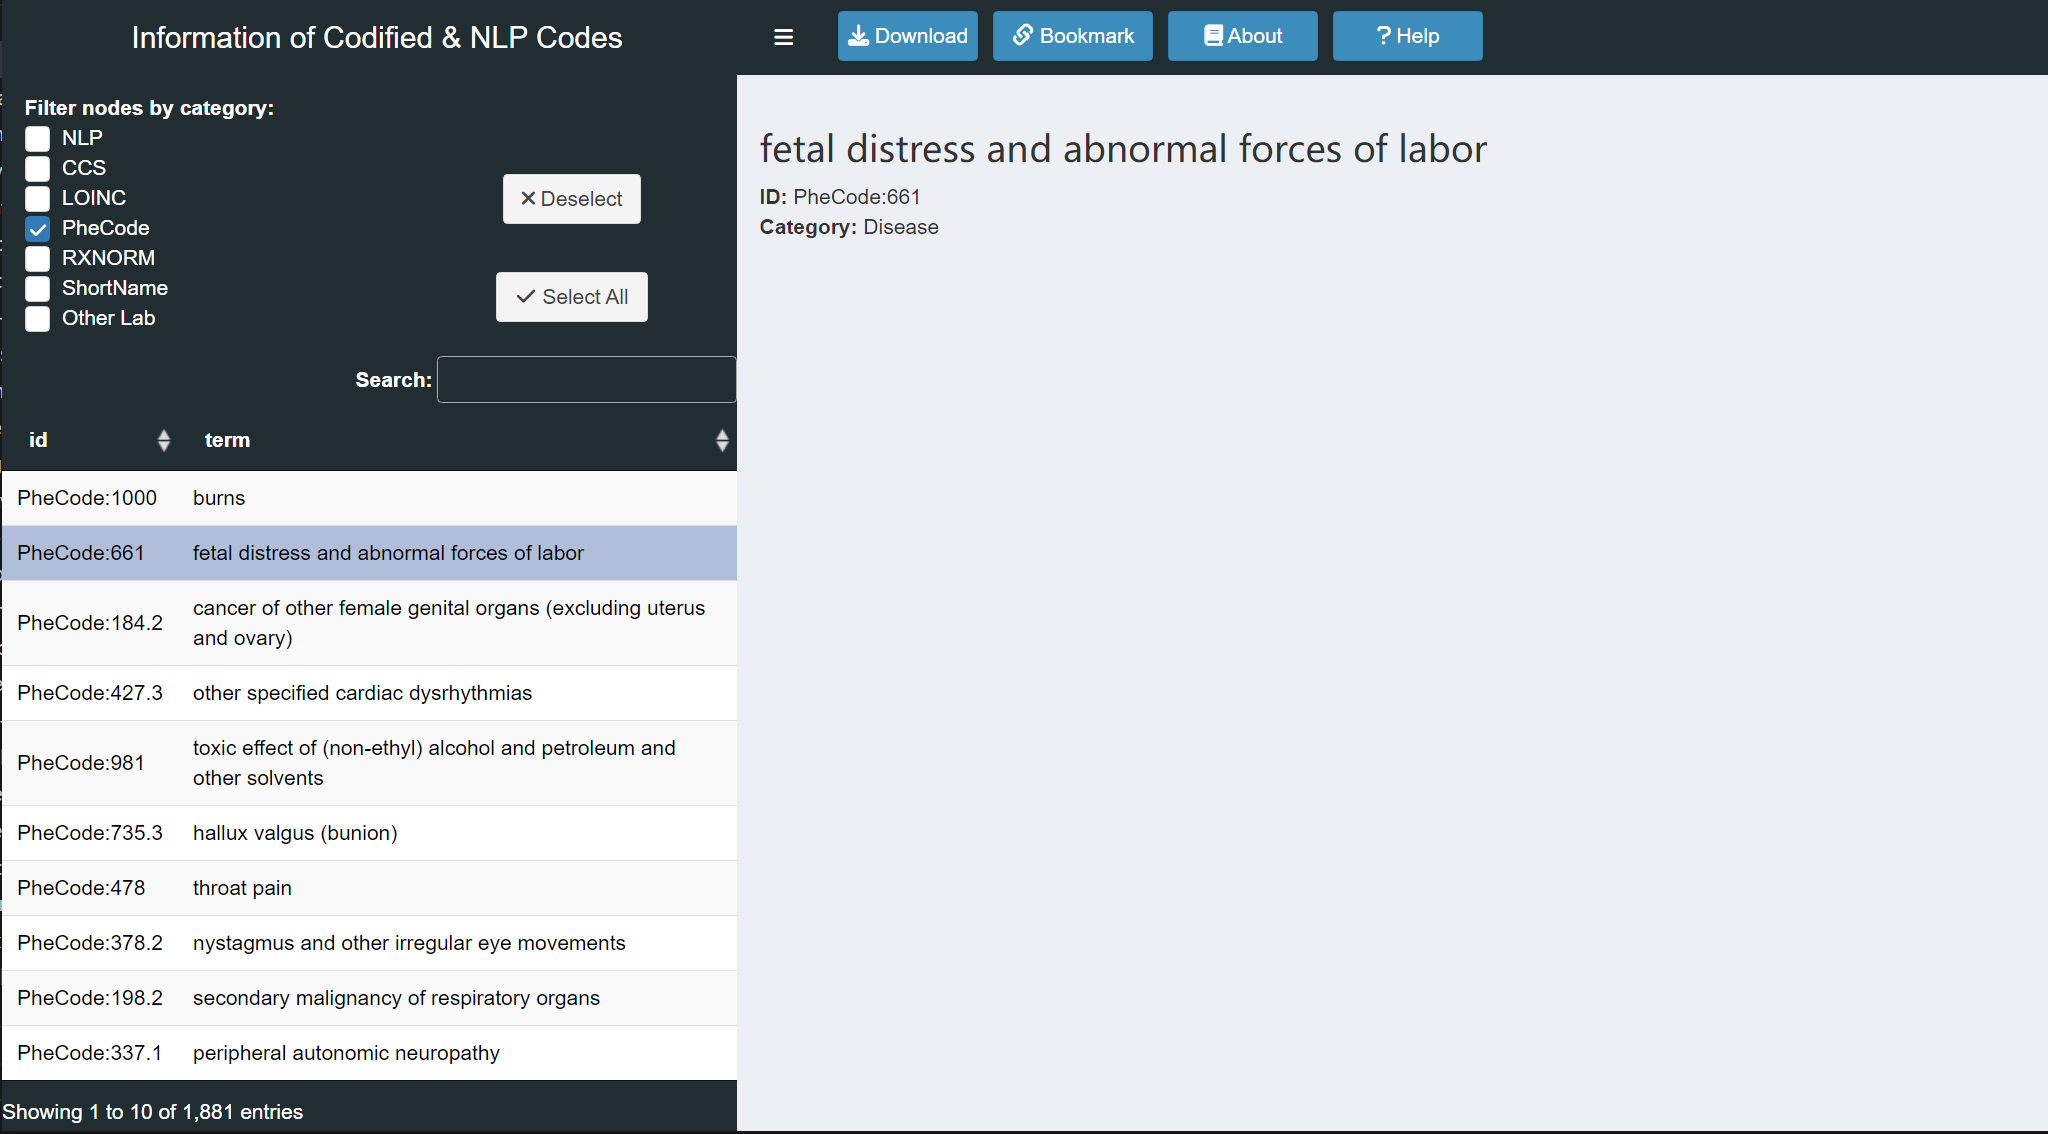 Information of Codified & NLP Codes
Download
Bookmark
About
? Help
Filter nodes by category:
NLP
CCS
LOINC
PheCode
RXNORM
ShortName
Other Lab
Deselect
Select All
Search:
id term
PheCode:1000 burns
PheCode:661 fetal distress and abnormal forces of labor
PheCode:184.2 cancer of other female genital organs (excluding uterus
and ovary)
PheCode:427.3 other specified cardiac dysrhythmias
PheCode:981 toxic effect of (non-ethyl) alcohol and petroleum and
other solvents
PheCode:735.3 hallux valgus (bunion)
PheCode:478 throat pain
PheCode:378.2 nystagmus and other irregular eye movements
PheCode:198.2 secondary malignancy of respiratory organs
PheCode:337.1 peripheral autonomic neuropathy
Showing 1 to 10 of 1,881 entries
fetal distress and abnormal forces of labor
ID: PheCode:661
Category: Disease